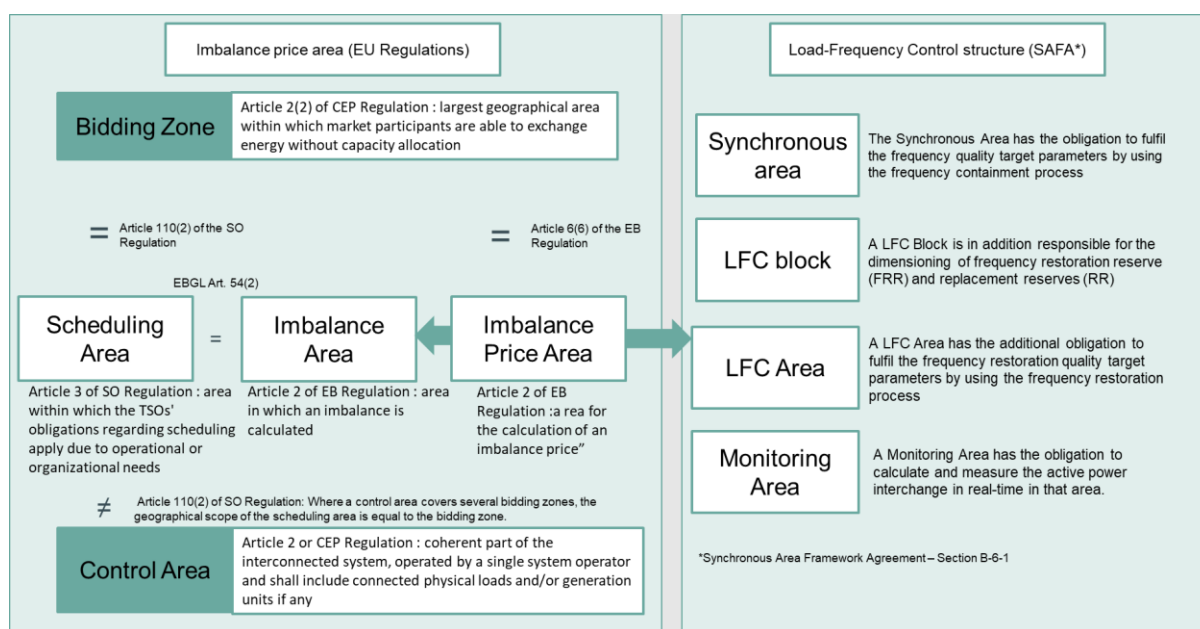 Imbalance price area (EU Regulations)
Bidding Zone
Article 2(2) of CEP Regulation : largest geographical area
within which market participants are able to exchange
energy without capacity allocation
=
Article 110(2) of the SO
Regulation
=
Article 6(6) of the EB
Regulation
EBGL Art. 54(2)
Scheduling
Area
=
Imbalance
Area
Imbalance
Price Area
Article 3 of SO Regulation : area
within which the TSOs'
obligations regarding scheduling
apply due to operational or
organizational needs
Article 2 of EB Regulation : area
in which an imbalance is
calculated
Article 2 of EB
Regulation :a rea for
the calculation of an
imbalance price”
≠
Article 110(2) of SO Regulation: Where a control area covers several bidding zones, the
geographical scope of the scheduling area is equal to the bidding zone.
Control Area
Article 2 or CEP Regulation : coherent part of the
interconnected system, operated by a single system operator
and shall include connected physical loads and/or generation
units if any
Load-Frequency Control structure (SAFA*)
Synchronous
area
The Synchronous Area has the obligation to fulfil
the frequency quality target parameters by using
the frequency containment process
LFC block
A LFC Block is in addition responsible for the
dimensioning of frequency restoration reserve
(FRR) and replacement reserves (RR)
LFC Area
A LFC Area has the additional obligation to
fulfil the frequency restoration quality target
parameters by using the frequency restoration
process
Monitoring
Area
A Monitoring Area has the obligation to
calculate and measure the active power
interchange in real-time in that area.
*Synchronous Area Framework Agreement – Section B-6-1